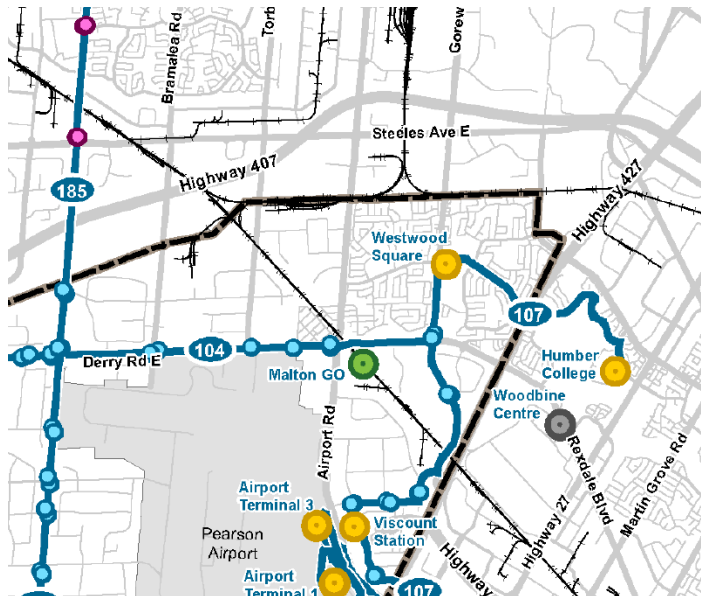 Bramalea Rd
Torb
Gorew
Steeles Ave E
Highway 407
185
Highway 427
Westwood
Square
107
104
Derry Rd E
Malton GO
Humber
College
Woodbine
Centre
Airport Rd
Rexdale Blvd
Martin Grove Rd
Airport
Terminal 3
Viscount
Station
Pearson
Airport
Highway 27
Highway
Airport
Terminal 1
107